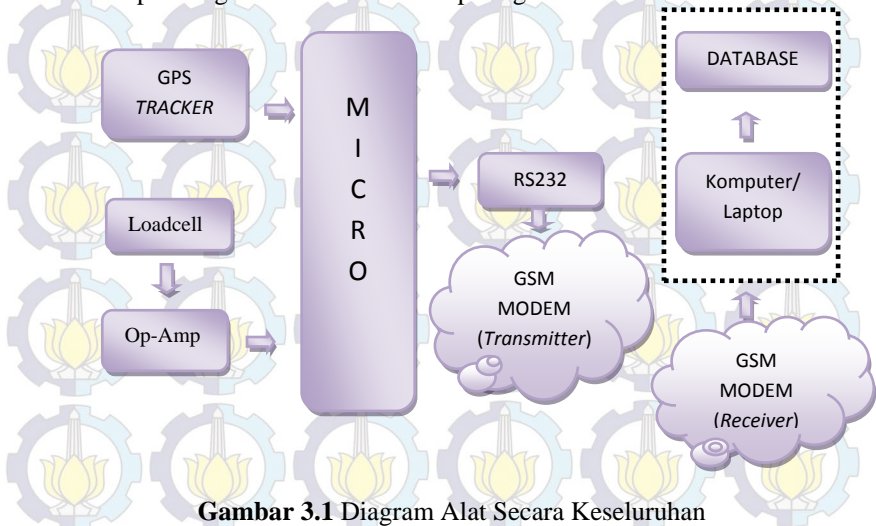 GPS
TRACKER
Loadcell
Op-Amp
M
I
C
R
O
RS232
GSM
MODEM
(Transmitter)
DATABASE
Komputer/
Laptop
GSM
MODEM
(Receiver)
Gambar 3.1 Diagram Alat Secara Keseluruhan